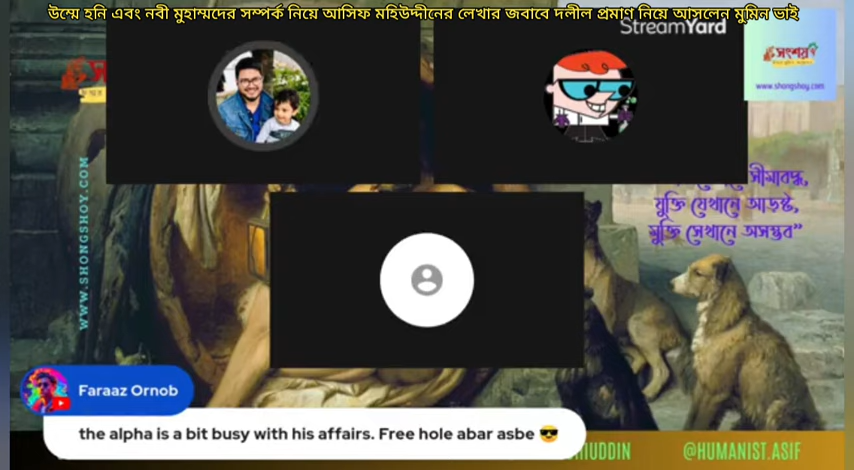 উম্মে হনি এবং নবী মুহাম্মদের সম্পর্ক নিয়ে আসিফ মহিউদ্দীনের লেখার জবাবে দলীল প্রমাণ নিয়ে আসলেন মুমিন ভাই
StreamYard
সংশয়
www.shongshoy.com
WWW.SHONGSHOY.COM
সীমাবদ্ধ,
যুক্তি যেখানে আড়ষ্ট,
মুক্তি সেখানে অসম্ভব”
Faraaz Ornob
the alpha is a bit busy with his affairs. Free hole abar asbe 😎
@HUMANIST.ASIF